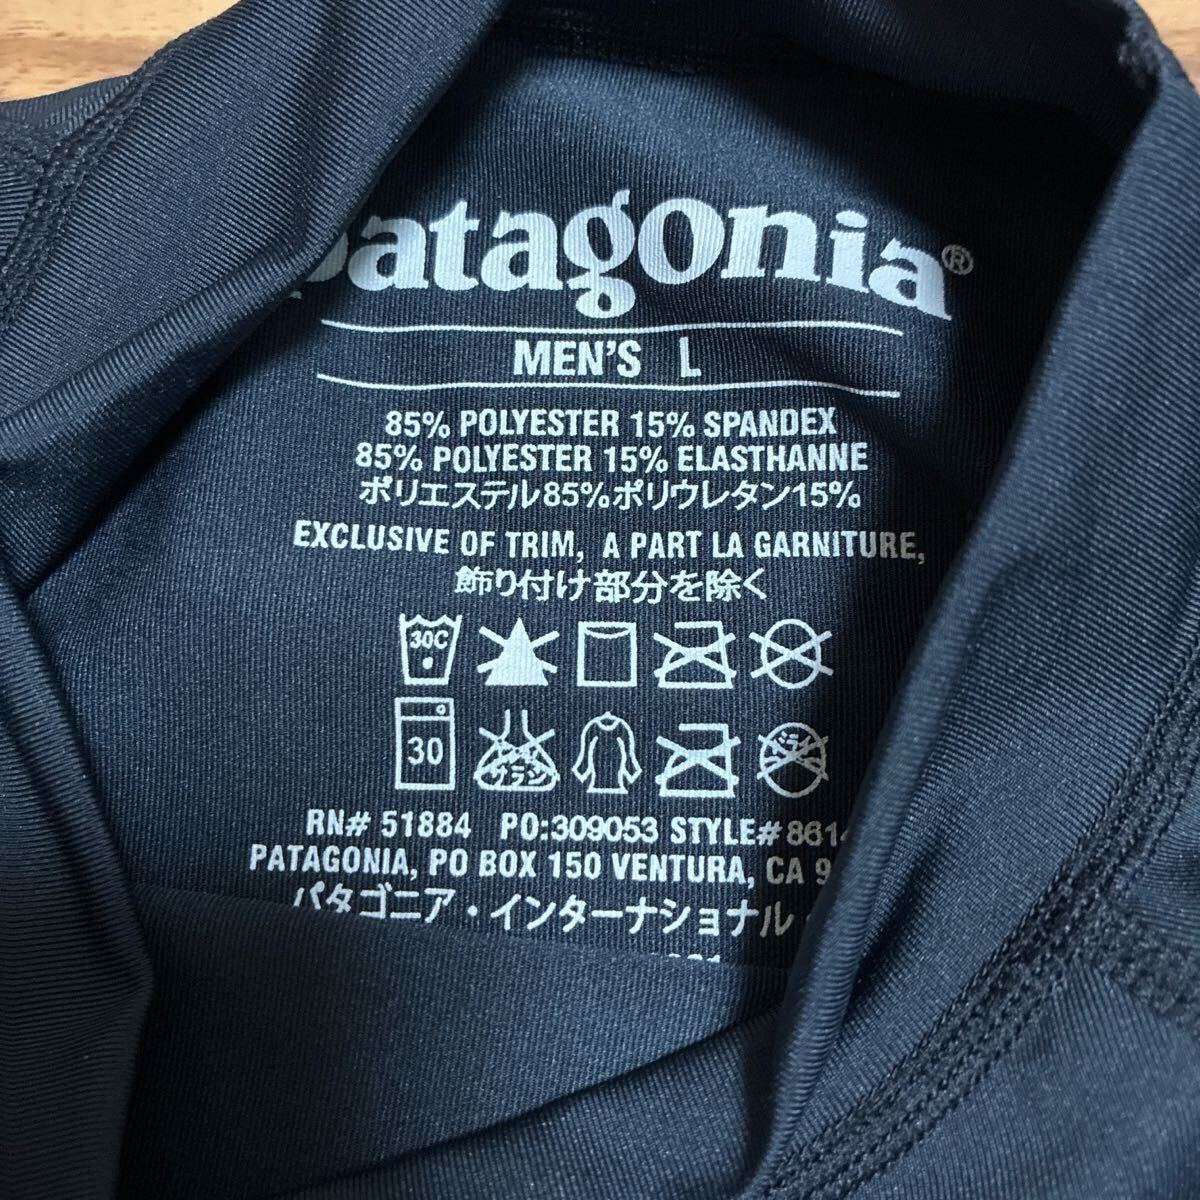 patagonia®
MEN'S L
85% POLYESTER 15% SPANDEX
85% POLYESTER 15% ELASTHANNE
ポリエステル85%ポリウレタン15%
EXCLUSIVE OF TRIM, A PART LA GARNITURE,
飾り付け部分を除く
30C
30
RN# 51884 PO:309053 STYLE#
PATAGONIA, PO BOX 150 VENTURA, CA
パタゴニア・インターナショナル・